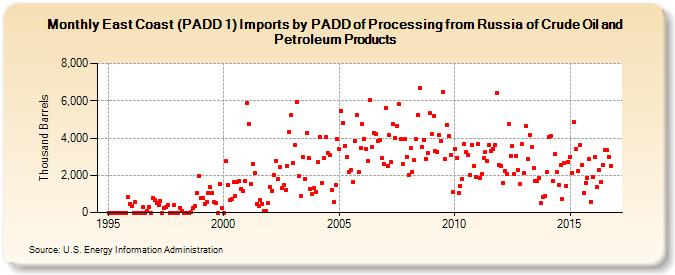 Monthly East Coast (PADD 1) Imports by PADD of Processing from Russia of Crude Oil and
Petroleum Products
Thousand Barrels
8,000
6,000
4,000
2,000
0
1995
2000
2005
2010
2015
Source: U.S. Energy Information Administration